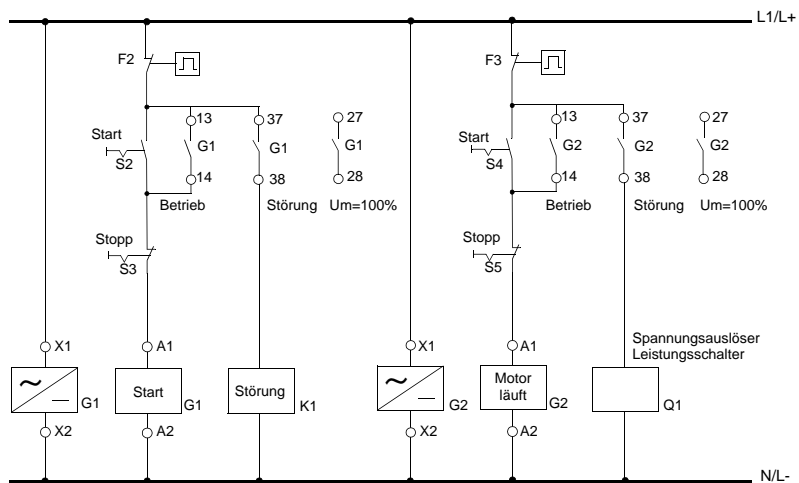 L1/L+
F2
F3
13
37
27
13
37
27
Start
S2
G1
G1
G1
Start
S4
G2
G2
G2
14
38
28
14
38
28
Betrieb
Störung
Um=100%
Betrieb
Störung
Um=100%
Stopp
S3
Stopp
S5
Spannungsauslöser
Leistungsschalter
X1
A1
X1
A1
~
G1
Start
G1
Störung
K1
~
G2
Motor
läuft
G2
Q1
X2
A2
X2
A2
N/L-